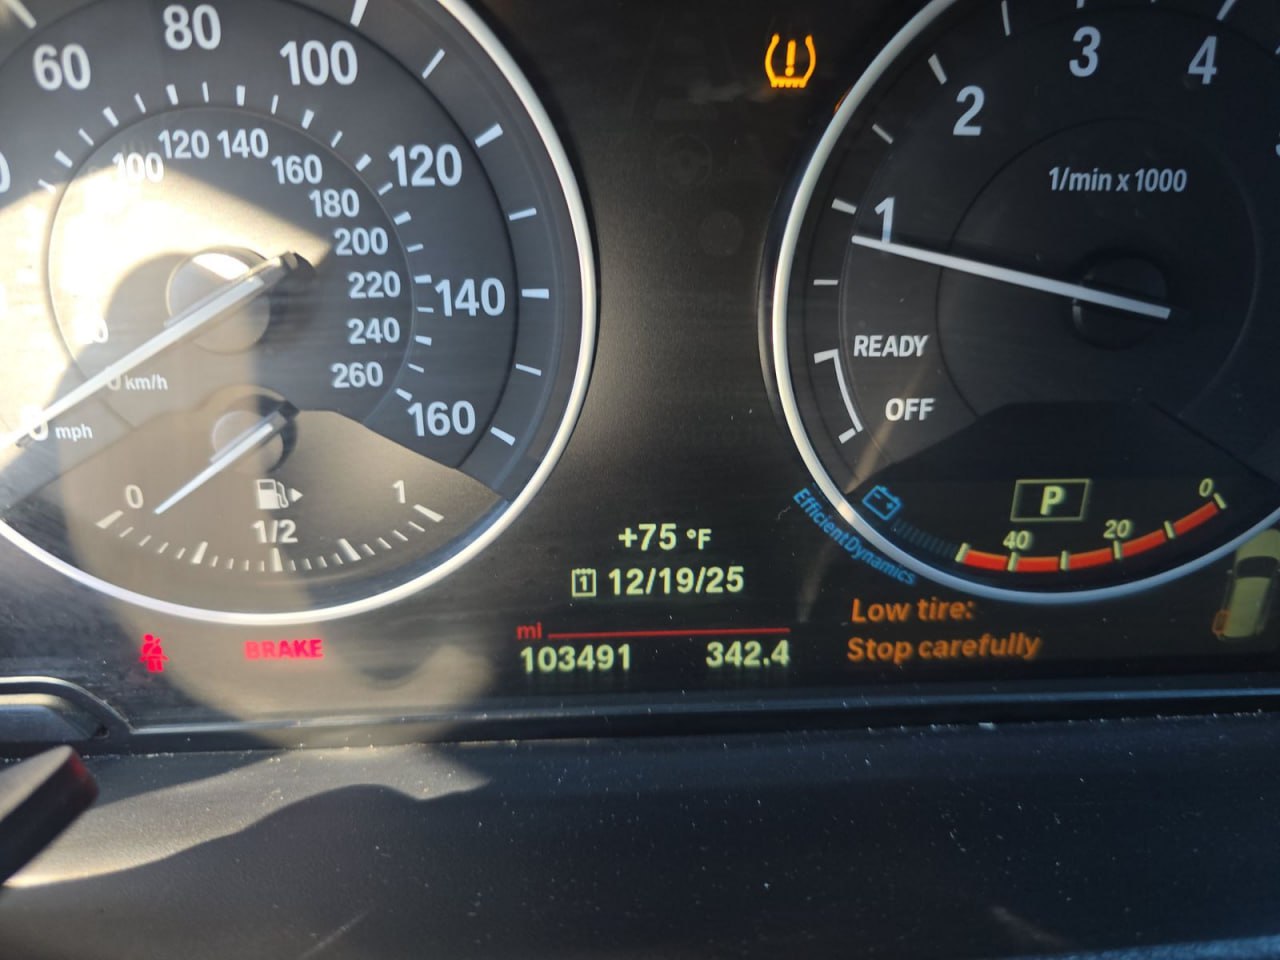 60
80
100
120
140
160
100
120
140
160
180
200
220
240
260
km/h
mph
0
1/2
1
1
2
3
4
1/min x 1000
READY
OFF
P
40
20
0
EfficientDynamics
+75 °F
1 12/19/25
mi
103491 342.4
BRAKE
Low tire:
Stop carefully